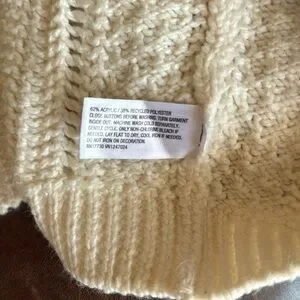 62% ACRYLIC / 38% RECYCLED POLYESTER
CLOSE BUTTONS BEFORE WASHING. TURN GARMENT
INSIDE OUT. MACHINE WASH COLD SEPARATELY,
GENTLE CYCLE. ONLY NON-CHLORINE BLEACH IF
NEEDED. LAY FLAT TO DRY. COOL IRON IF NEEDED.
DO NOT IRON ON DECORATION.
RN17730 VN1247024